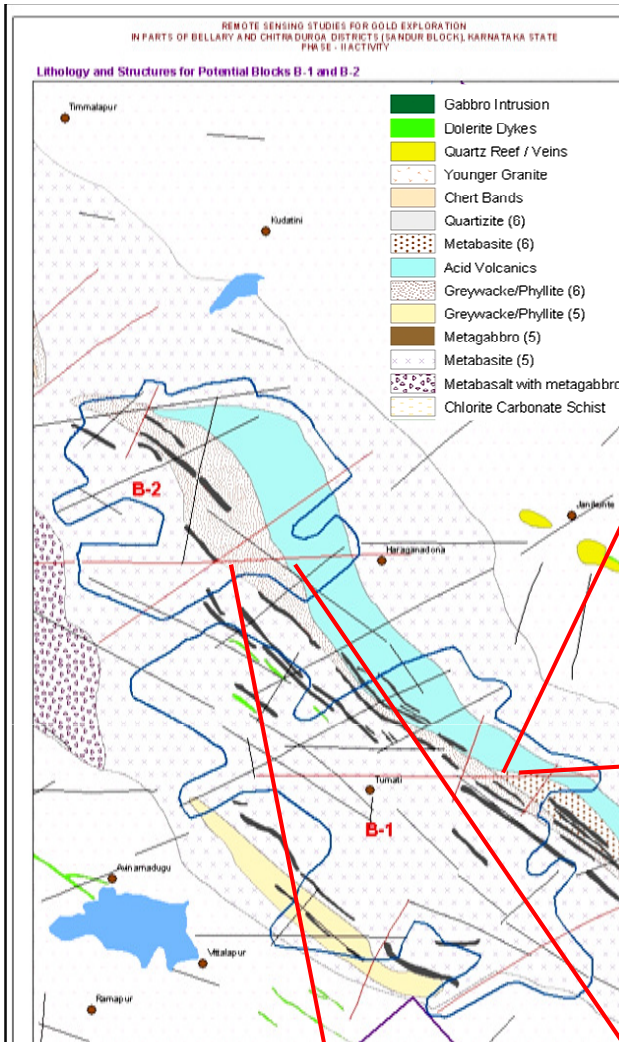 REMOTE SENSING STUDIES FOR GOLD EXPLORATION
IN PARTS OF BELLARY AND CHITRADURGA DISTRICTS (SANDUR BLOCK), KARNATAKA STATE
PHASE - II ACTIVITY
Lithology and Structures for Potential Blocks B-1 and B-2
Timmalapur
Gabbro Intrusion
Dolerite Dykes
Quartz Reef / Veins
Younger Granite
Chert Bands
Quartizite (6)
Kudatini
Metabasite (6)
Acid Volcanics
Greywacke/Phyllite (6)
Greywacke/Phyllite (5)
Metagabbro (5)
Metabasite (5)
Metabasalt with metagabbro
Chlorite Carbonate Schist
B-2
Haraganadona
Tumati
B-1
Avinamadugu
Vittalapur
Ramapur